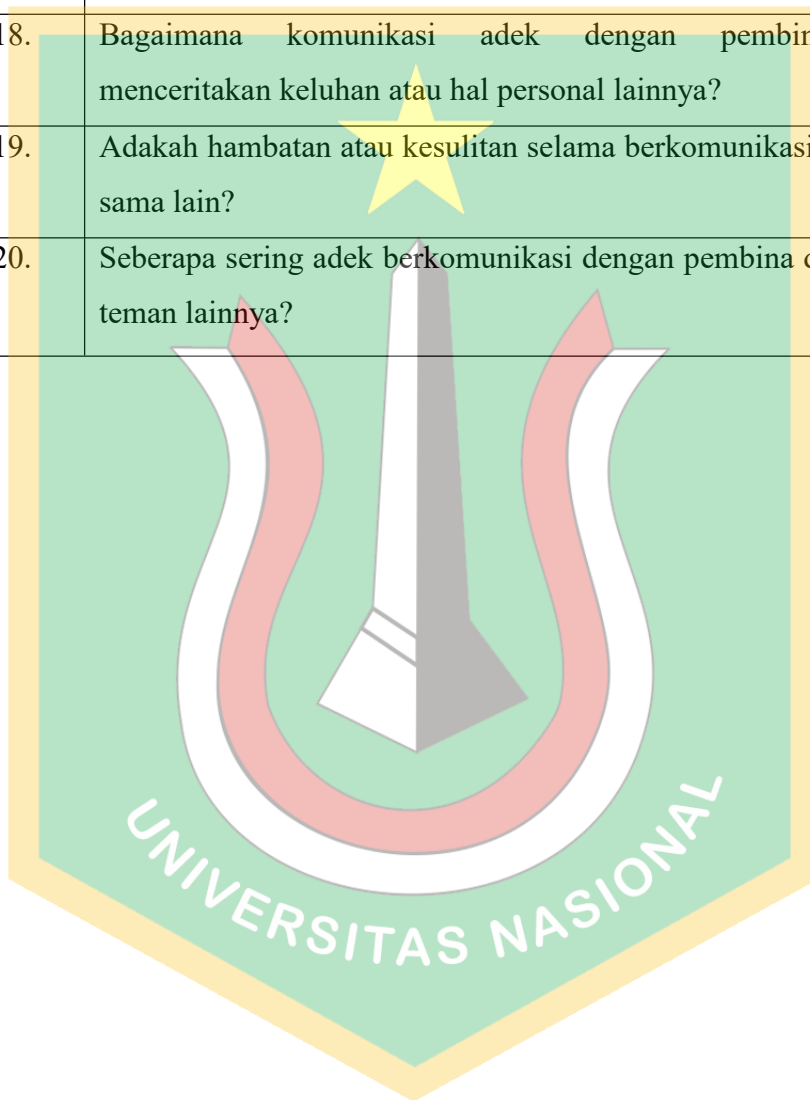 18. Bagaimana komunikasi adek dengan
menceritakan keluhan atau hal personal lainnya?
19. Adakah hambatan atau kesulitan selama berkomunikasi
sama lain?
20. Seberapa sering adek berkomunikasi dengan pembina
teman lainnya?
UNIVERSITAS NASIONAL